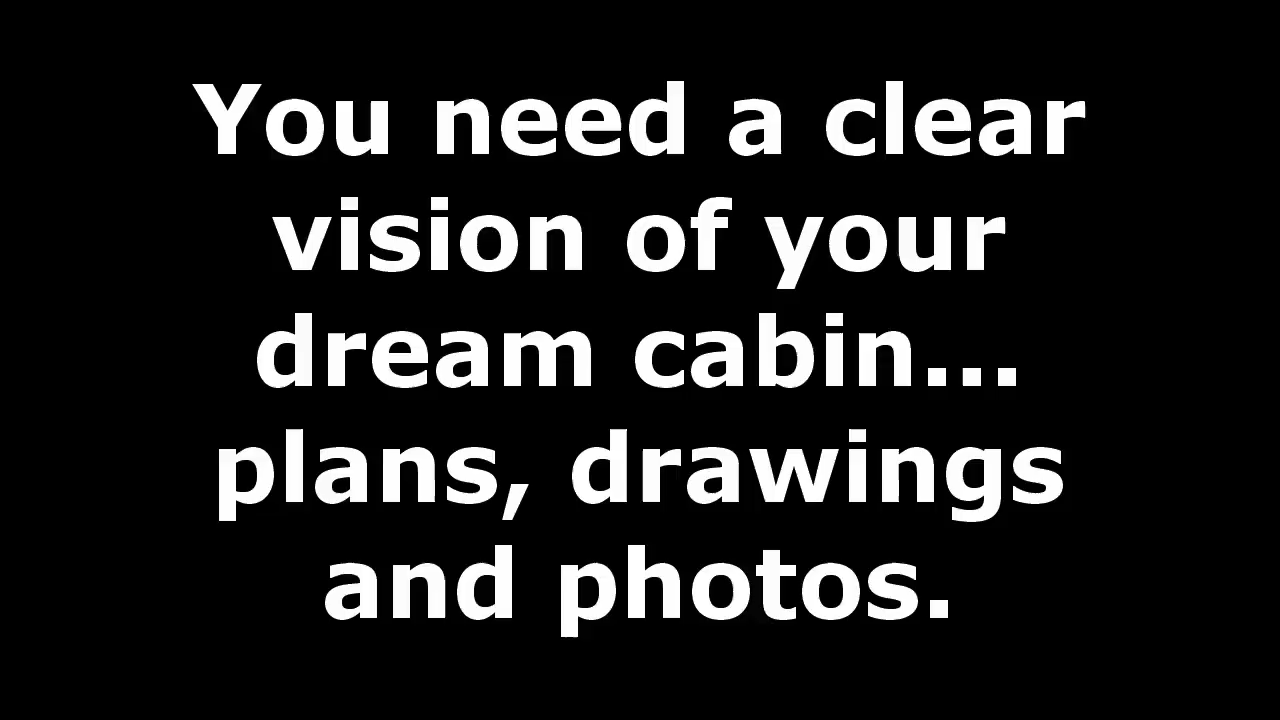 You need a clear
vision of your
dream cabin...
plans, drawings
and photos.